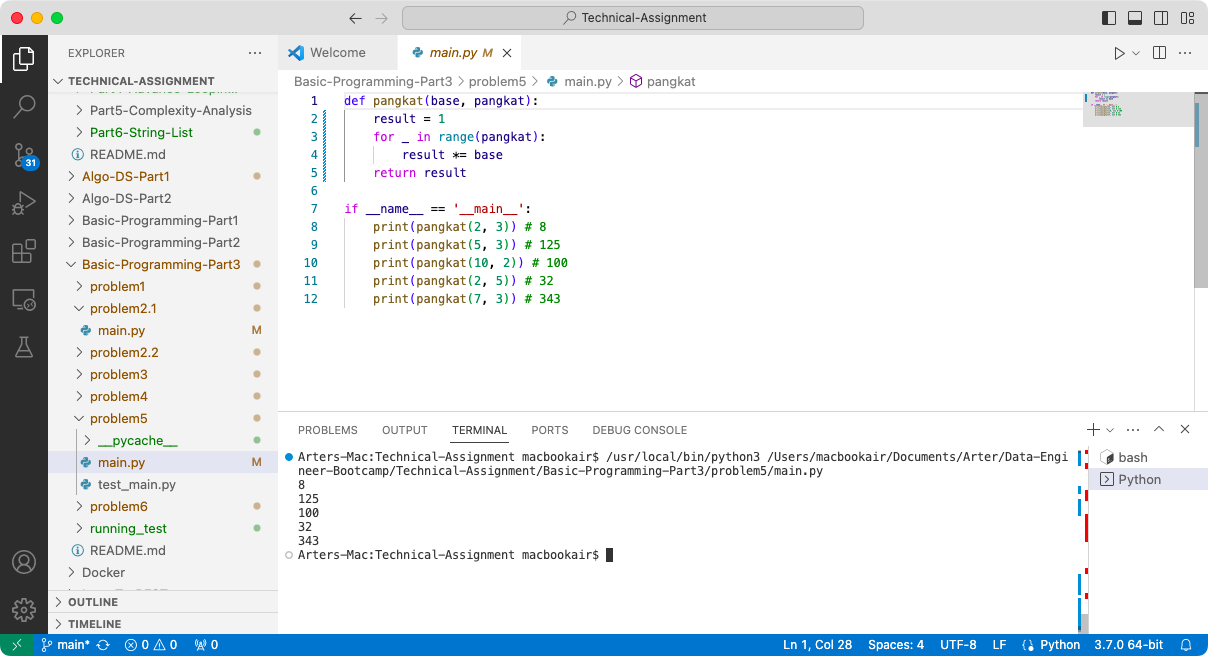 Technical-Assignment
EXPLORER
Welcome
main.py M
TECHNICAL-ASSIGNMENT
Basic-Programming-Part3 > problem5 > main.py > pangkat
Part5-Complexity-Analysis
Part6-String-List
README.md
Algo-DS-Part1
Algo-DS-Part2
Basic-Programming-Part1
Basic-Programming-Part2
Basic-Programming-Part3
problem1
problem2.1
main.py M
problem2.2
problem3
problem4
problem5
__pycache__
main.py M
test_main.py
problem6
running_test
README.md
Docker
OUTLINE
TIMELINE
31
1 def pangkat(base, pangkat):
2 result = 1
3 for _ in range(pangkat):
4 result *= base
5 return result
6
7 if __name__ == '__main__':
8 print(pangkat(2, 3)) # 8
9 print(pangkat(5, 3)) # 125
10 print(pangkat(10, 2)) # 100
11 print(pangkat(2, 5)) # 32
12 print(pangkat(7, 3)) # 343
PROBLEMS OUTPUT TERMINAL PORTS DEBUG CONSOLE
Arters-Mac:Technical-Assignment macbookair$ /usr/local/bin/python3 /Users/macbookair/Documents/Arter/Data-Engi
neer-Bootcamp/Technical-Assignment/Basic-Programming-Part3/problem5/main.py
8
125
100
32
343
Arters-Mac:Technical-Assignment macbookair$
bash
Python
main* 0 0 0 Ln 1, Col 28 Spaces: 4 UTF-8 LF Python 3.7.0 64-bit